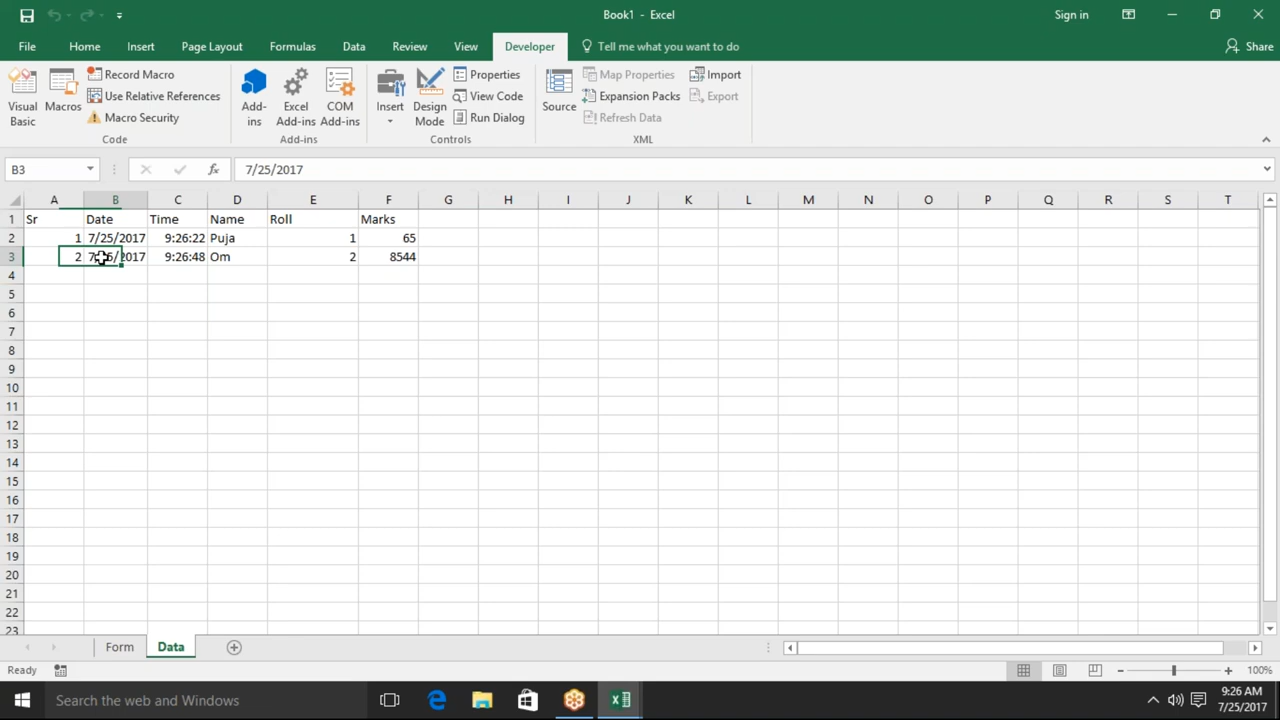 Book1 - Excel
Sign in
File Home Insert Page Layout Formulas Data Review View Developer Tell me what you want to do Share
Visual Basic
Macros
Record Macro
Use Relative References
Macro Security
Code
Add-ins
Excel Add-ins
COM Add-ins
Add-ins
Insert
Design Mode
Properties
View Code
Run Dialog
Controls
Source
Map Properties
Expansion Packs
Refresh Data
Import
Export
XML
B3 fx 7/25/2017
A B C D E F G H I J K L M N O P Q R S T
1 Sr Date Time Name Roll Marks
2 1 7/25/2017 9:26:22 Puja 1 65
3 2 7/25/2017 9:26:48 Om 2 8544
4
5
6
7
8
9
10
11
12
13
14
15
16
17
18
19
20
21
22
23
Form Data
Ready 100%
Search the web and Windows
9:26 AM
7/25/2017